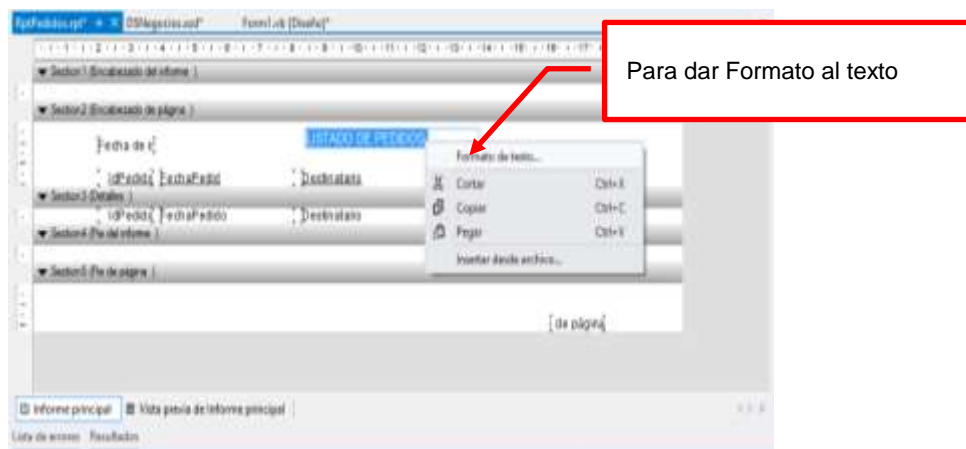 RptPedidos.rpt* DSNegocios.xsd* Form1.vb [Diseño]*
Section1 (Encabezado del informe )
Section2 (Encabezado de página )
Fecha de
LISTADO DE PEDIDOS
IdPedido FechaPedid Destinatario
Section3 (Detalles )
IdPedido FechaPedido Destinatario
Section4 (Pie del informe )
Section5 (Pie de página )
de página
Formato de texto...
Cortar Ctrl+X
Copiar Ctrl+C
Pegar Ctrl+V
Insertar desde archivo...
Para dar Formato al texto
Informe principal Vista previa de Informe principal
Lista de errores Resultados